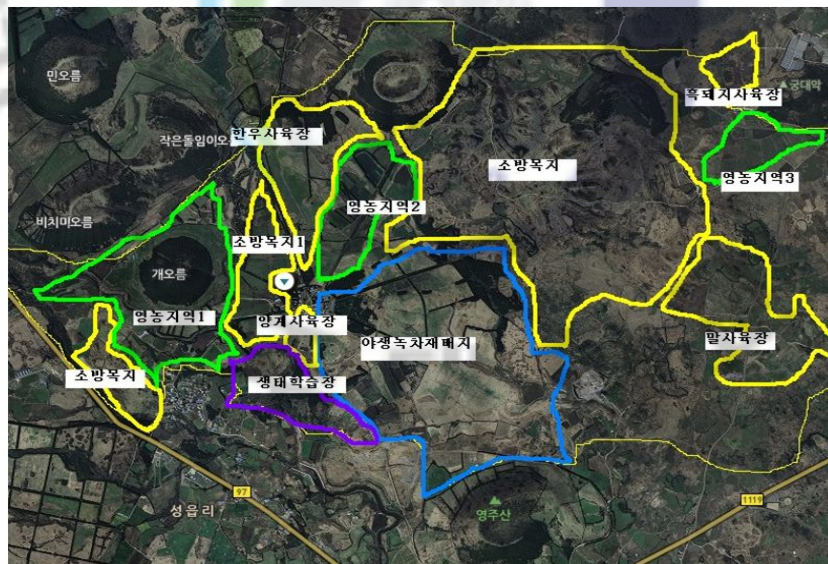 민오름
흑돼지사육장
궁대악
한우사육장
작은돌임이오
소방목지
영농지역3
영농지역2
비치미오름
소방목지1
개오름
영농지역1
양계사육장
야생녹차재배지
말사육장
소방목지
생태학습장
97
1119
성읍리
영주산